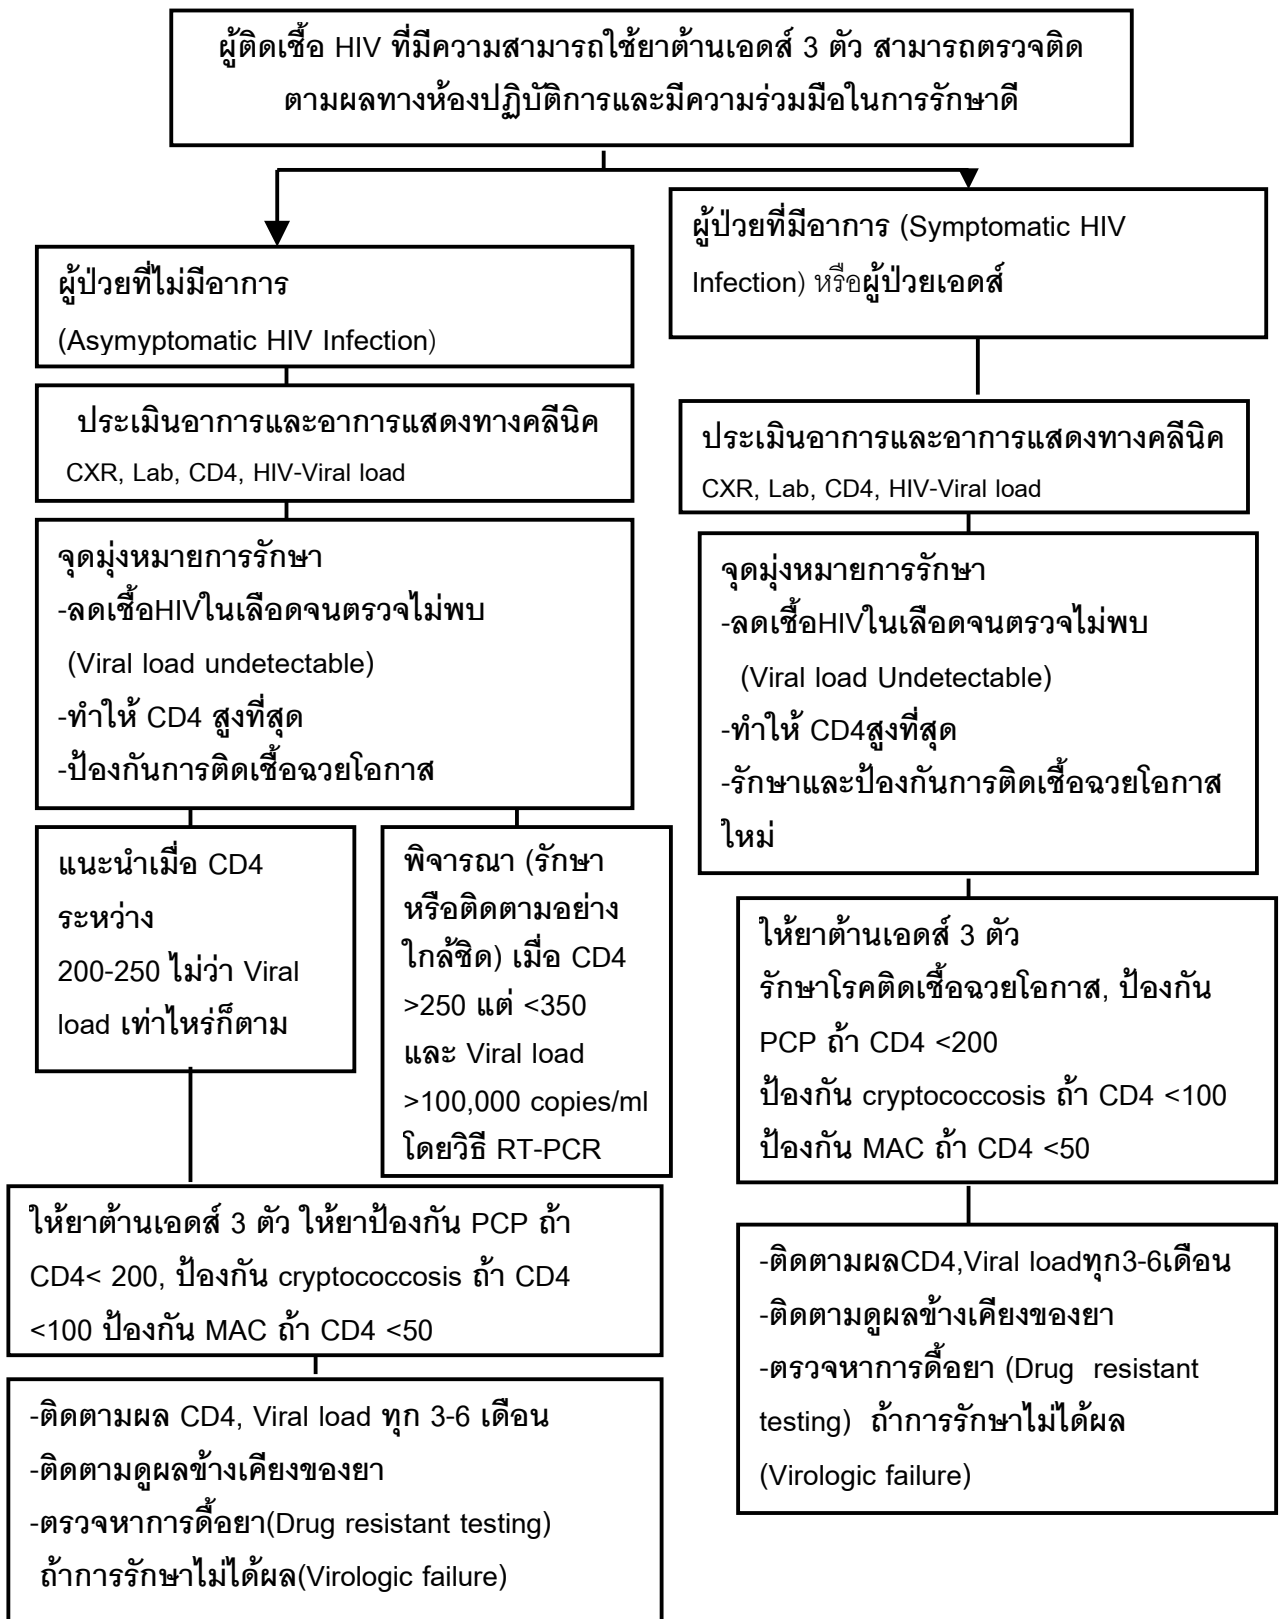 ผู้ติดเชื้อ HIV ที่มีความสามารถใช้ยาต้านเอดส์ 3 ตัว สามารถตรวจติด
ตามผลทางห้องปฏิบัติการและมีความร่วมมือในการรักษาดี
ผู้ป่วยที่ไม่มีอาการ
(Asymyptomatic HIV Infection)
ประเมินอาการและอาการแสดงทางคลีนิค
CXR, Lab, CD4, HIV-Viral load
จุดมุ่งหมายการรักษา
-ลดเชื้อHIVในเลือดจนตรวจไม่พบ
(Viral load undetectable)
-ทำให้ CD4 สูงที่สุด
-ป้องกันการติดเชื้อฉวยโอกาส
แนะนำเมื่อ CD4
ระหว่าง
200-250 ไม่ว่า Viral
load เท่าไหร่ก็ตาม
พิจารณา (รักษา
หรือติดตามอย่าง
ใกล้ชิด) เมื่อ CD4
>250 แต่ <350
และ Viral load
>100,000 copies/ml
โดยวิธี RT-PCR
ให้ยาต้านเอดส์ 3 ตัว ให้ยาป้องกัน PCP ถ้า
CD4< 200, ป้องกัน cryptococcosis ถ้า CD4
<100 ป้องกัน MAC ถ้า CD4 <50
-ติดตามผล CD4, Viral load ทุก 3-6 เดือน
-ติดตามดูผลข้างเคียงของยา
-ตรวจหาการดื้อยา(Drug resistant testing)
ถ้าการรักษาไม่ได้ผล(Virologic failure)
ผู้ป่วยที่มีอาการ (Symptomatic HIV
Infection) หรือผู้ป่วยเอดส์
ประเมินอาการและอาการแสดงทางคลีนิค
CXR, Lab, CD4, HIV-Viral load
จุดมุ่งหมายการรักษา
-ลดเชื้อHIVในเลือดจนตรวจไม่พบ
(Viral load Undetectable)
-ทำให้ CD4สูงที่สุด
-รักษาและป้องกันการติดเชื้อฉวยโอกาส
ใหม่
ให้ยาต้านเอดส์ 3 ตัว
รักษาโรคติดเชื้อฉวยโอกาส, ป้องกัน
PCP ถ้า CD4 <200
ป้องกัน cryptococcosis ถ้า CD4 <100
ป้องกัน MAC ถ้า CD4 <50
-ติดตามผลCD4,Viral loadทุก3-6เดือน
-ติดตามดูผลข้างเคียงของยา
-ตรวจหาการดื้อยา (Drug resistant
testing) ถ้าการรักษาไม่ได้ผล
(Virologic failure)